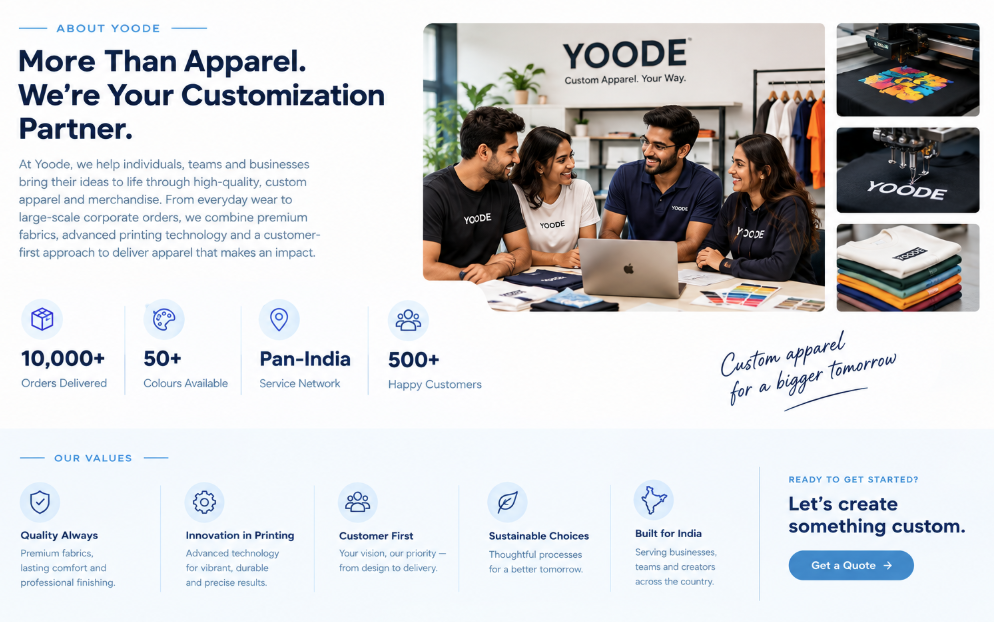 ABOUT YOODE
More Than Apparel.
We're Your Customization
Partner.
At Yoode, we help individuals, teams and businesses
bring their ideas to life through high-quality, custom
apparel and merchandise. From everyday wear to
large-scale corporate orders, we combine premium
fabrics, advanced printing technology and a customer-
first approach to deliver apparel that makes an impact.
10,000+
Orders Delivered
50+
Colours Available
Pan-India
Service Network
500+
Happy Customers
YOODE
Custom Apparel. Your Way.
YOODE
YOODE
YOODE
YOODE
YOODE
YOODE
Custom apparel
for a bigger tomorrow
OUR VALUES
Quality Always
Premium fabrics,
lasting comfort and
professional finishing.
Innovation in Printing
Advanced technology
for vibrant, durable
and precise results.
Customer First
Your vision, our priority —
from design to delivery.
Sustainable Choices
Thoughtful processes
for a better tomorrow.
Built for India
Serving businesses,
teams and creators
across the country.
READY TO GET STARTED?
Let's create
something custom.
Get a Quote →